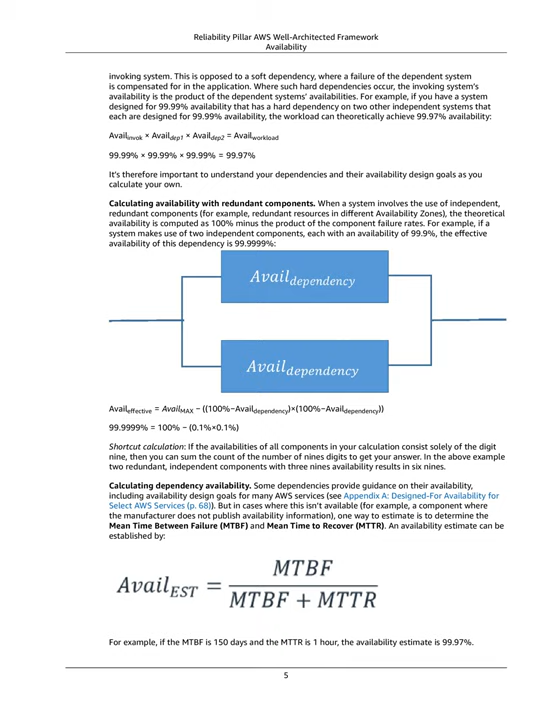 Reliability Pillar AWS Well-Architected Framework
Availability
invoking system. This is opposed to a soft dependency, where a failure of the dependent system
is compensated for in the application. Where such hard dependencies occur, the invoking system's
availability is the product of the dependent systems' availabilities. For example, if you have a system
designed for 99.99% availability that has a hard dependency on two other independent systems that
each are designed for 99.99% availability, the workload can theoretically achieve 99.97% availability:
Avail_invok × Avail_dep1 × Avail_dep2 = Avail_workload
99.99% × 99.99% × 99.99% = 99.97%
It's therefore important to understand your dependencies and their availability design goals as you
calculate your own.
Calculating availability with redundant components. When a system involves the use of independent,
redundant components (for example, redundant resources in different Availability Zones), the theoretical
availability is computed as 100% minus the product of the component failure rates. For example, if a
system makes use of two independent components, each with an availability of 99.9%, the effective
availability of this dependency is 99.9999%:
Avail_dependency
Avail_dependency
Avail_effective = Avail_MAX − ((100%−Avail_dependency)×(100%−Avail_dependency))
99.9999% = 100% − (0.1%×0.1%)
Shortcut calculation: If the availabilities of all components in your calculation consist solely of the digit
nine, then you can sum the count of the number of nines digits to get your answer. In the above example
two redundant, independent components with three nines availability results in six nines.
Calculating dependency availability. Some dependencies provide guidance on their availability,
including availability design goals for many AWS services (see Appendix A: Designed-For Availability for
Select AWS Services (p. 68)). But in cases where this isn't available (for example, a component where
the manufacturer does not publish availability information), one way to estimate is to determine the
Mean Time Between Failure (MTBF) and Mean Time to Recover (MTTR). An availability estimate can be
established by:
Avail_EST = MTBF / MTBF + MTTR
For example, if the MTBF is 150 days and the MTTR is 1 hour, the availability estimate is 99.97%.
5